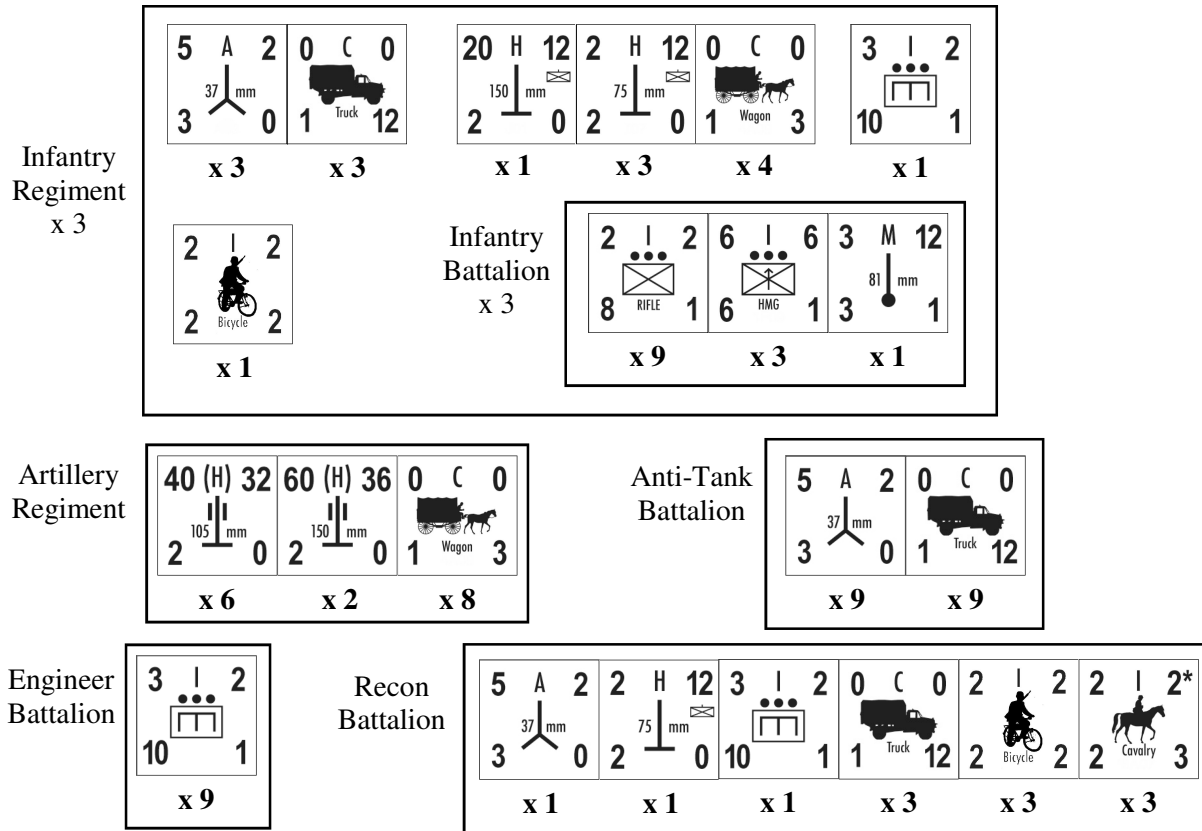 5 A 2 0 C 0 20 H 12 2 H 12 0 C 0 3 I 2
37 mm Truck 150 mm 75 mm Wagon
3 0 1 12 2 0 2 0 1 3 10 1
x 3 x 3 x 1 x 3 x 4 x 1
Infantry
Regiment
x 3
2 I 2
Bicycle
2 2
x 1
Infantry
Battalion
x 3
2 I 2 6 I 6 3 M 12
RIFLE HMG 81 mm
8 1 6 1 3 1
x 9 x 3 x 1
Artillery
Regiment
40 (H) 32 60 (H) 36 0 C 0
105 mm 150 mm Wagon
2 0 2 0 1 3
x 6 x 2 x 8
Anti-Tank
Battalion
5 A 2 0 C 0
37 mm Truck
3 0 1 12
x 9 x 9
Engineer
Battalion
3 I 2
10 1
x 9
Recon
Battalion
5 A 2 2 H 12 3 I 2 0 C 0 2 I 2 2 I 2*
37 mm 75 mm Truck Bicycle Cavalry
3 0 2 0 10 1 1 12 2 2 2 3
x 1 x 1 x 1 x 3 x 3 x 3